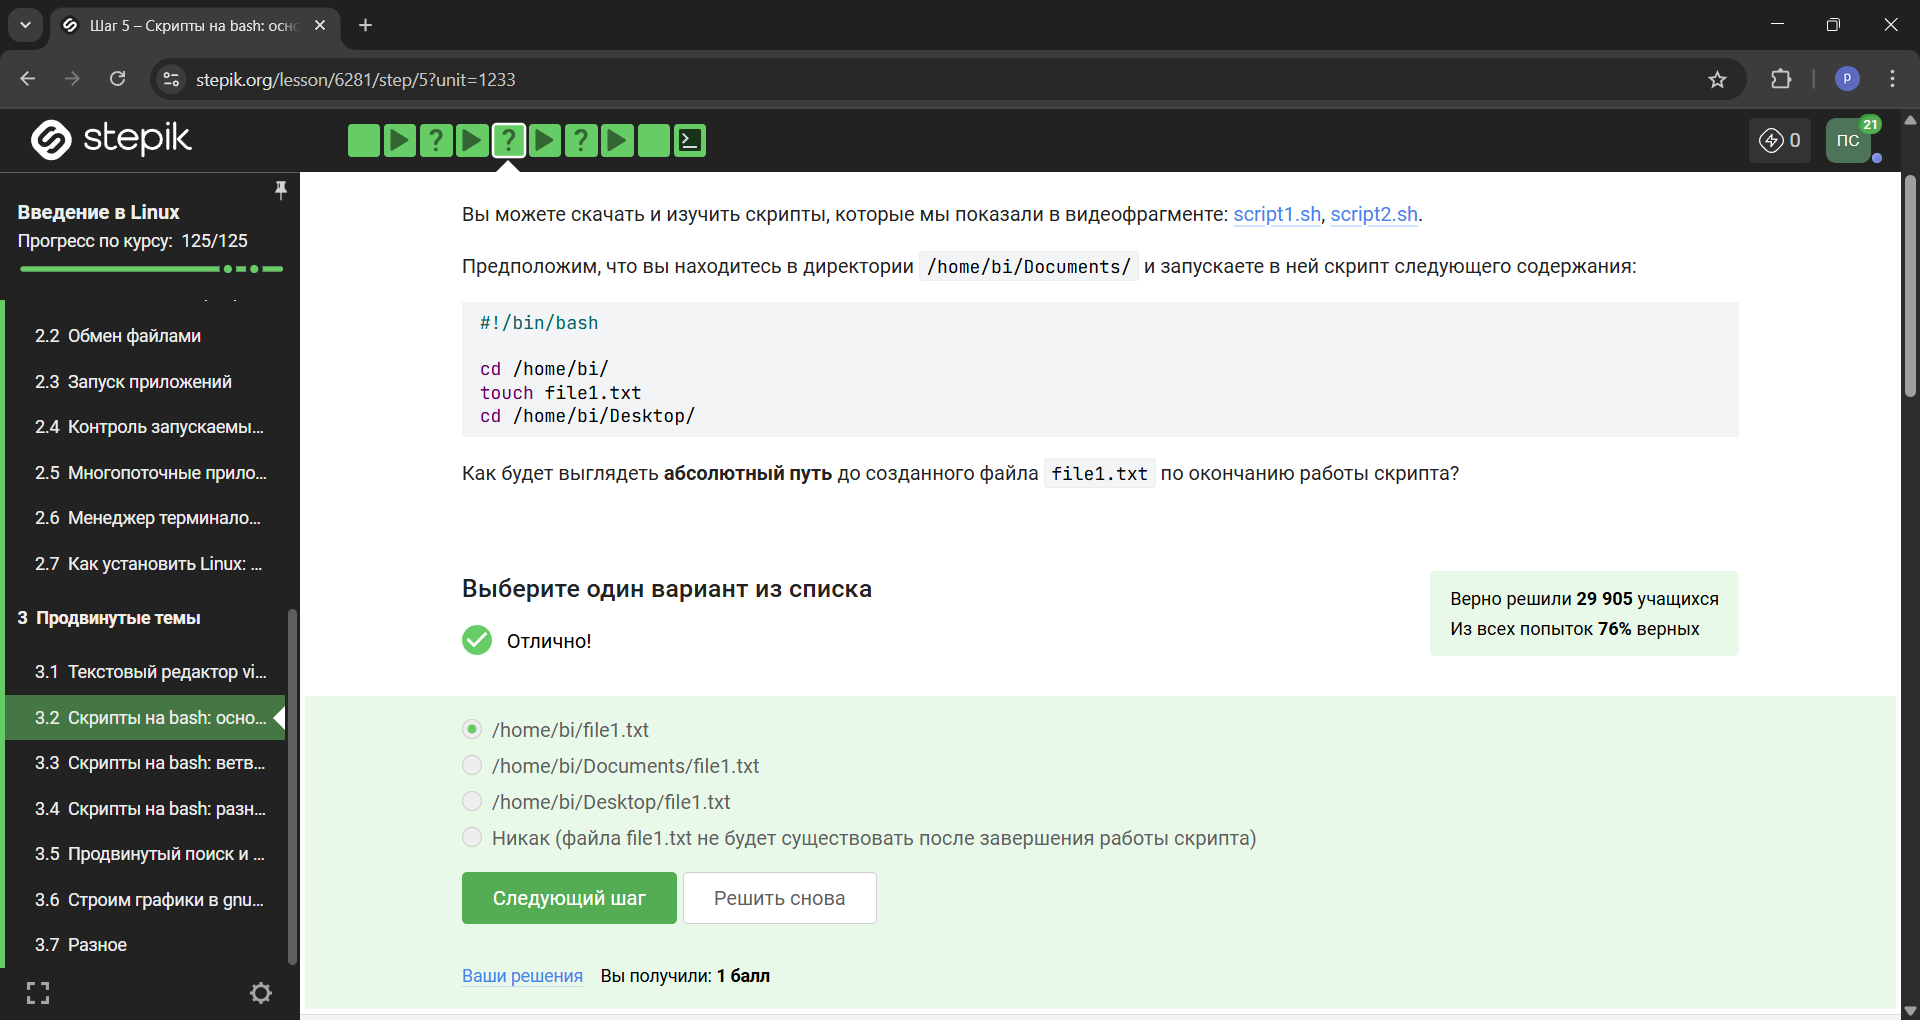 Шаг 5 – Скрипты на bash: осн
stepik.org/lesson/6281/step/5?unit=1233
P
stepik
?
?
?
0
ПС
21
Введение в Linux
Прогресс по курсу: 125/125
2.2 Обмен файлами
2.3 Запуск приложений
2.4 Контроль запускаемы...
2.5 Многопоточные прило...
2.6 Менеджер терминало...
2.7 Как установить Linux: ...
3 Продвинутые темы
3.1 Текстовый редактор vi...
3.2 Скрипты на bash: осно...
3.3 Скрипты на bash: ветв...
3.4 Скрипты на bash: разн...
3.5 Продвинутый поиск и ...
3.6 Строим графики в gnu...
3.7 Разное
Вы можете скачать и изучить скрипты, которые мы показали в видеофрагменте: script1.sh, script2.sh.
Предположим, что вы находитесь в директории /home/bi/Documents/ и запускаете в ней скрипт следующего содержания:
#!/bin/bash
cd /home/bi/
touch file1.txt
cd /home/bi/Desktop/
Как будет выглядеть абсолютный путь до созданного файла file1.txt по окончанию работы скрипта?
Выберите один вариант из списка
Отлично!
Верно решили 29 905 учащихся
Из всех попыток 76% верных
/home/bi/file1.txt
/home/bi/Documents/file1.txt
/home/bi/Desktop/file1.txt
Никак (файла file1.txt не будет существовать после завершения работы скрипта)
Следующий шаг
Решить снова
Ваши решения Вы получили: 1 балл